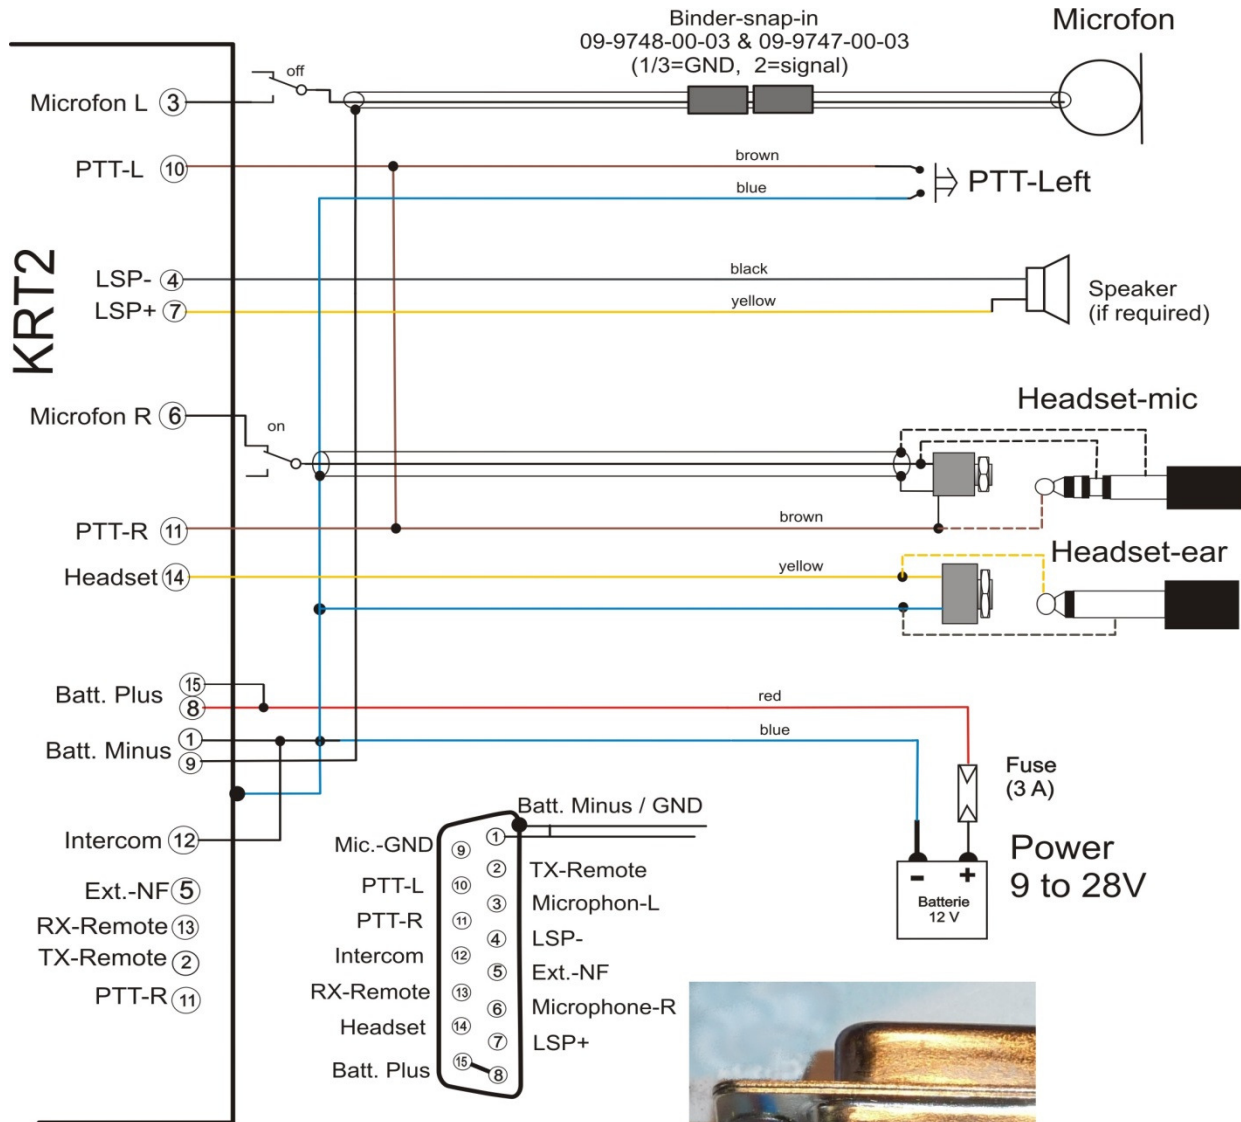 Binder-snap-in
09-9748-00-03 & 09-9747-00-03
(1/3=GND, 2=signal)
Microfon
off
Microfon L 3
PTT-L 10
brown
blue
PTT-Left
KRT2
LSP- 4
black
LSP+ 7
yellow
Speaker
(if required)
Microfon R 6
on
Headset-mic
PTT-R 11
brown
Headset 14
yellow
Headset-ear
Batt. Plus
15
8
red
Batt. Minus
1
9
blue
Fuse
(3 A)
Intercom 12
Power
9 to 28V
- +
Batterie
12 V
Ext.-NF 5
RX-Remote 13
TX-Remote 2
PTT-R 11
Batt. Minus / GND
1
Mic.-GND 9
2 TX-Remote
PTT-L 10
3 Microphon-L
PTT-R 11
4 LSP-
Intercom 12
5 Ext.-NF
RX-Remote 13
6 Microphone-R
Headset 14
7 LSP+
Batt. Plus 15
8